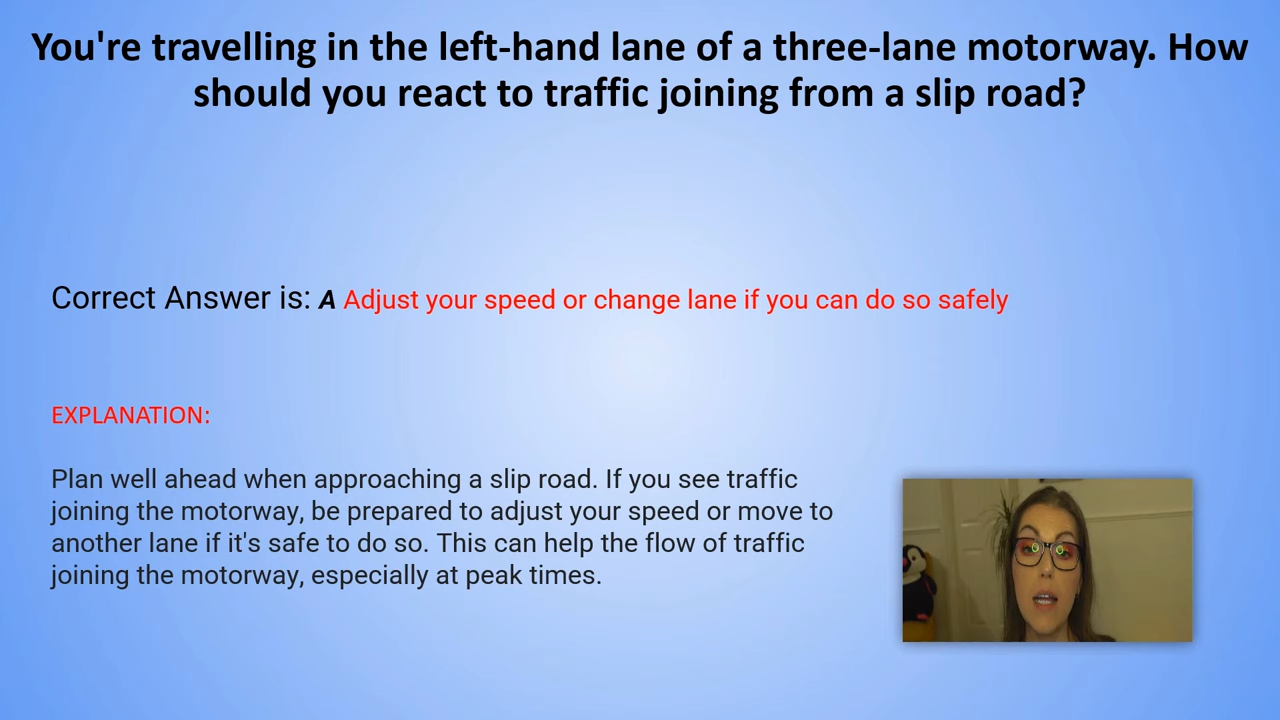 You're travelling in the left-hand lane of a three-lane motorway. How
should you react to traffic joining from a slip road?
Correct Answer is: A Adjust your speed or change lane if you can do so safely
EXPLANATION:
Plan well ahead when approaching a slip road. If you see traffic
joining the motorway, be prepared to adjust your speed or move to
another lane if it's safe to do so. This can help the flow of traffic
joining the motorway, especially at peak times.